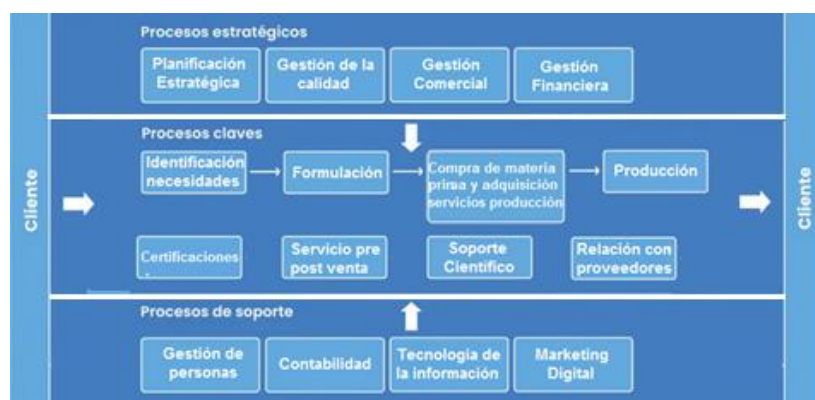 Procesos estratégicos
Planificación
Estratégica
Gestión de la
calidad
Gestión
Comercial
Gestión
Financiera
Procesos claves
Identificación
necesidades
Formulación
Compra de materia
prima y adquisición
servicios producción
Producción
Cliente
Cliente
Certificaciones
.
Servicio pre
post venta
Soporte
Científico
Relación con
proveedores
Procesos de soporte
Gestión de
personas
Contabilidad
Tecnología de
la información
Marketing
Digital